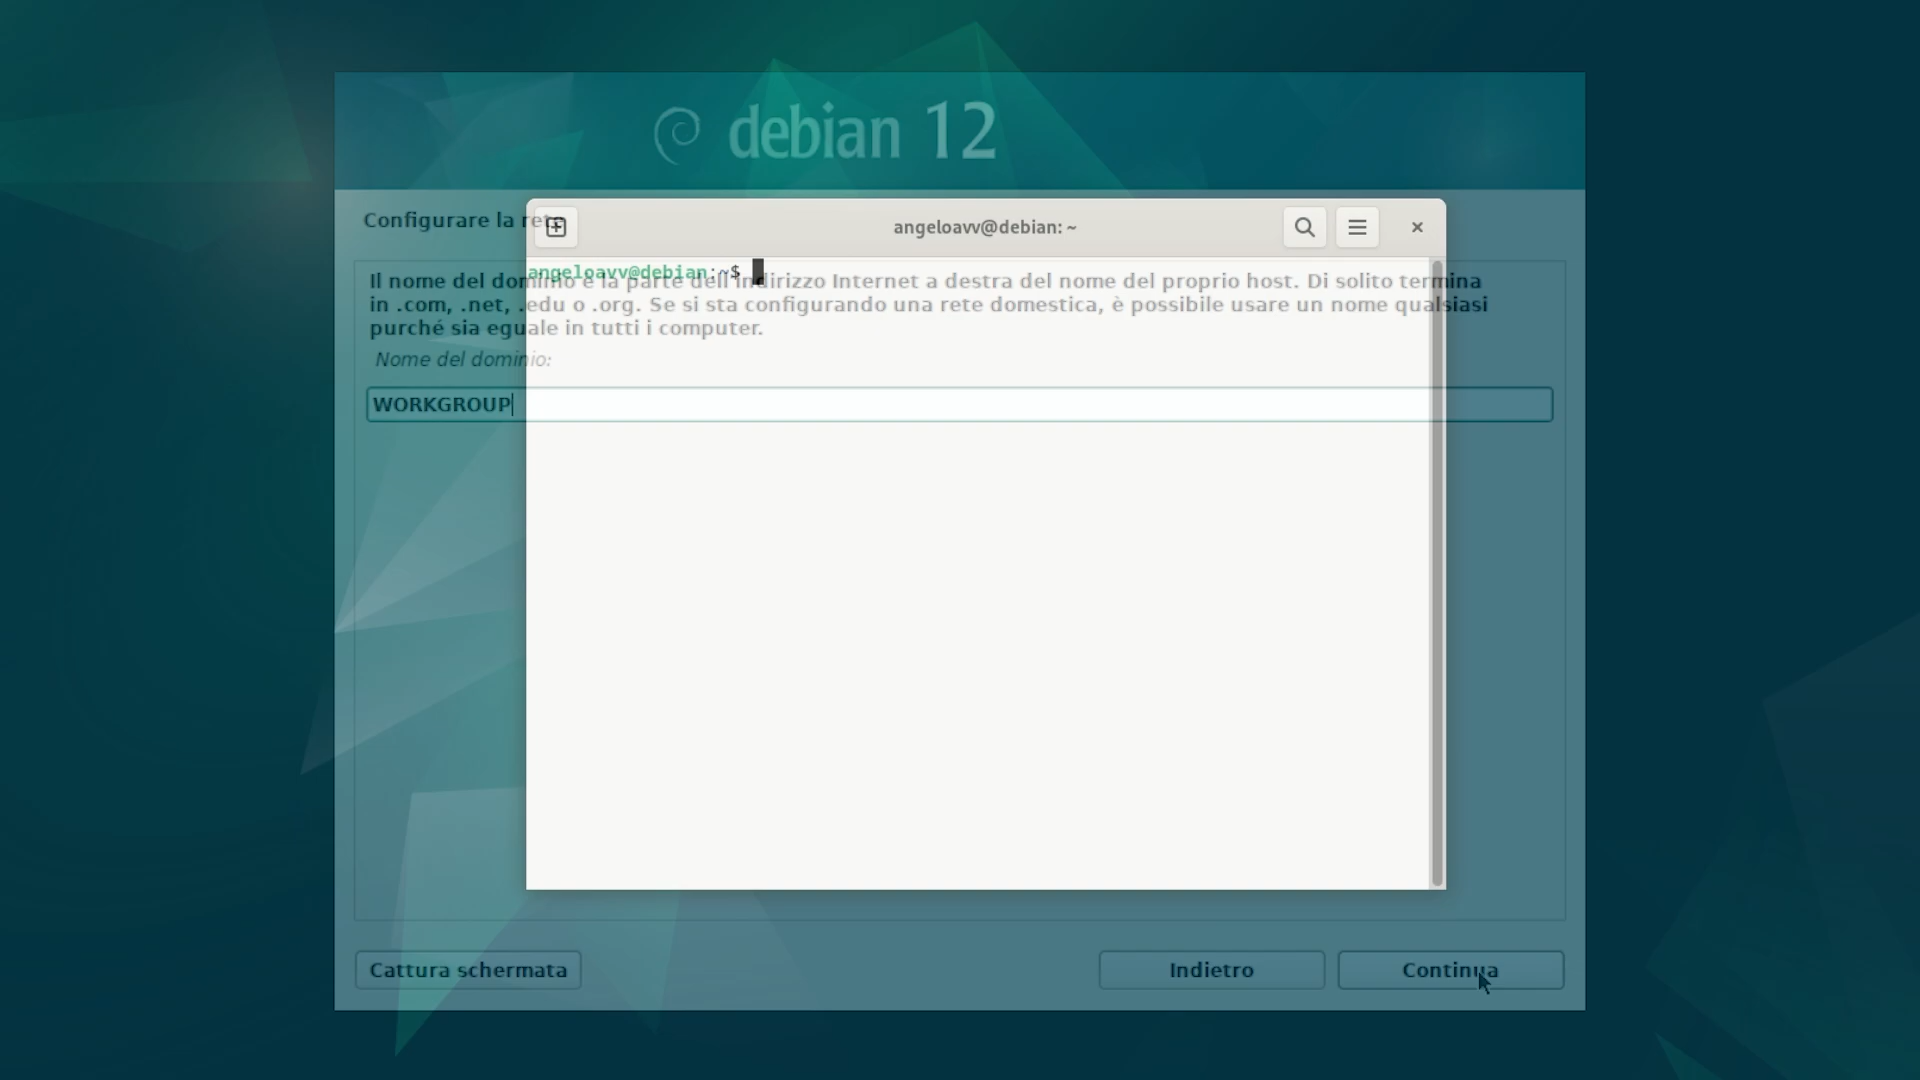 debian 12
Configurare la rete
angeloavv@debian: ~
angeloavv@debian:~$
Il nome del dominio è la parte dell'indirizzo Internet a destra del nome del proprio host. Di solito termina
in .com, .net, .edu o .org. Se si sta configurando una rete domestica, è possibile usare un nome qualsiasi
purché sia eguale in tutti i computer.
Nome del dominio:
WORKGROUP
Cattura schermata
Indietro
Continua